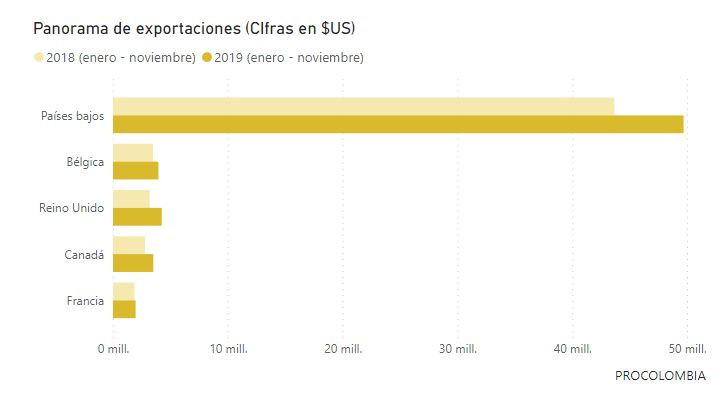 Panorama de exportaciones (CIfras en $US)
2018 (enero - noviembre) 2019 (enero - noviembre)
Países bajos
Bélgica
Reino Unido
Canadá
Francia
0 mill. 10 mill. 20 mill. 30 mill. 40 mill. 50 mill.
PROCOLOMBIA